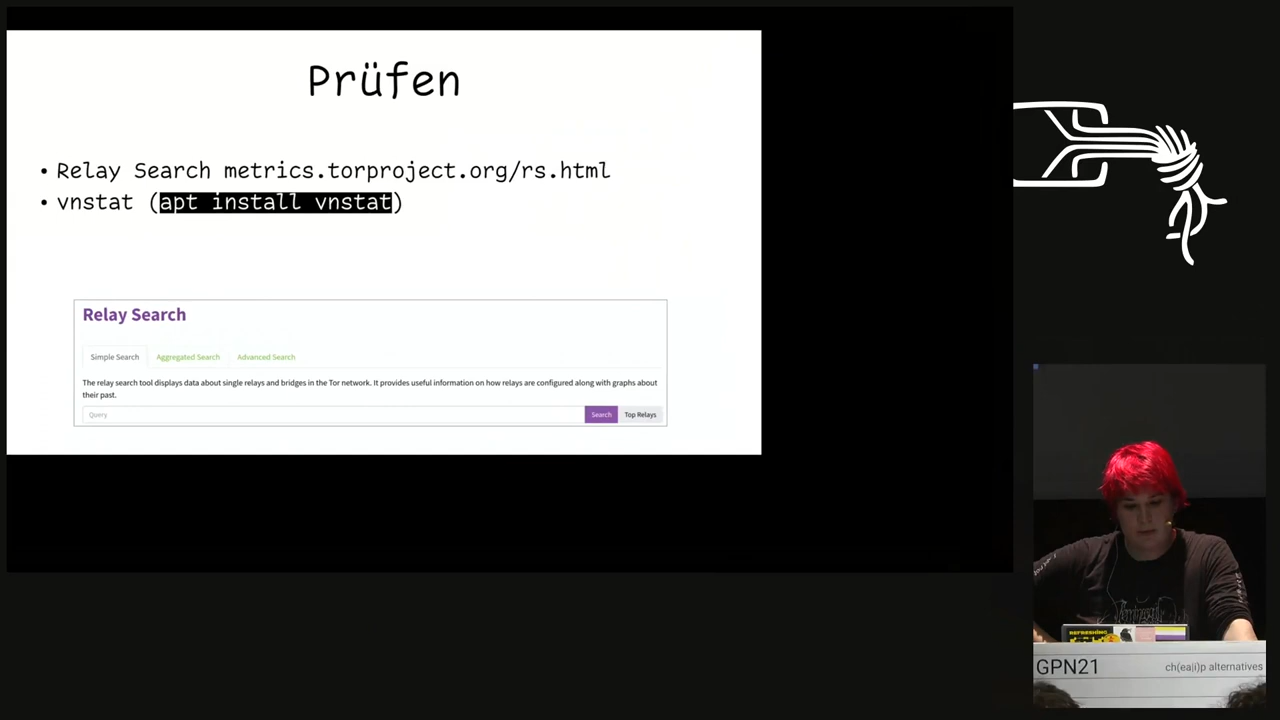 Prüfen
• Relay Search metrics.torproject.org/rs.html
• vnstat (apt install vnstat)
Relay Search
Simple Search
Aggregated Search
Advanced Search
The relay search tool displays data about single relays and bridges in the Tor network. It provides useful information on how relays are configured along with graphs about
their past.
Query
Search
Top Relays
REFRESHING
GPN21
ch(ea|i)p alternatives